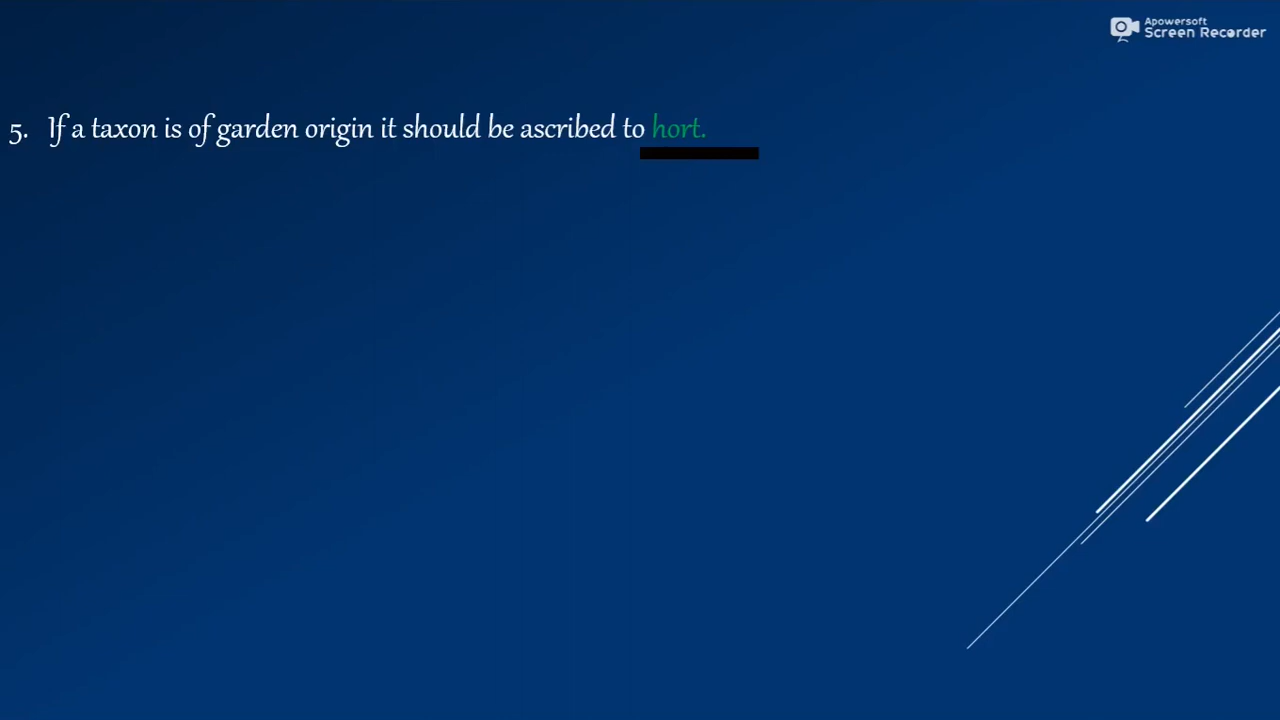 Apowersoft
Screen Recorder
5. If a taxon is of garden origin it should be ascribed to hort.